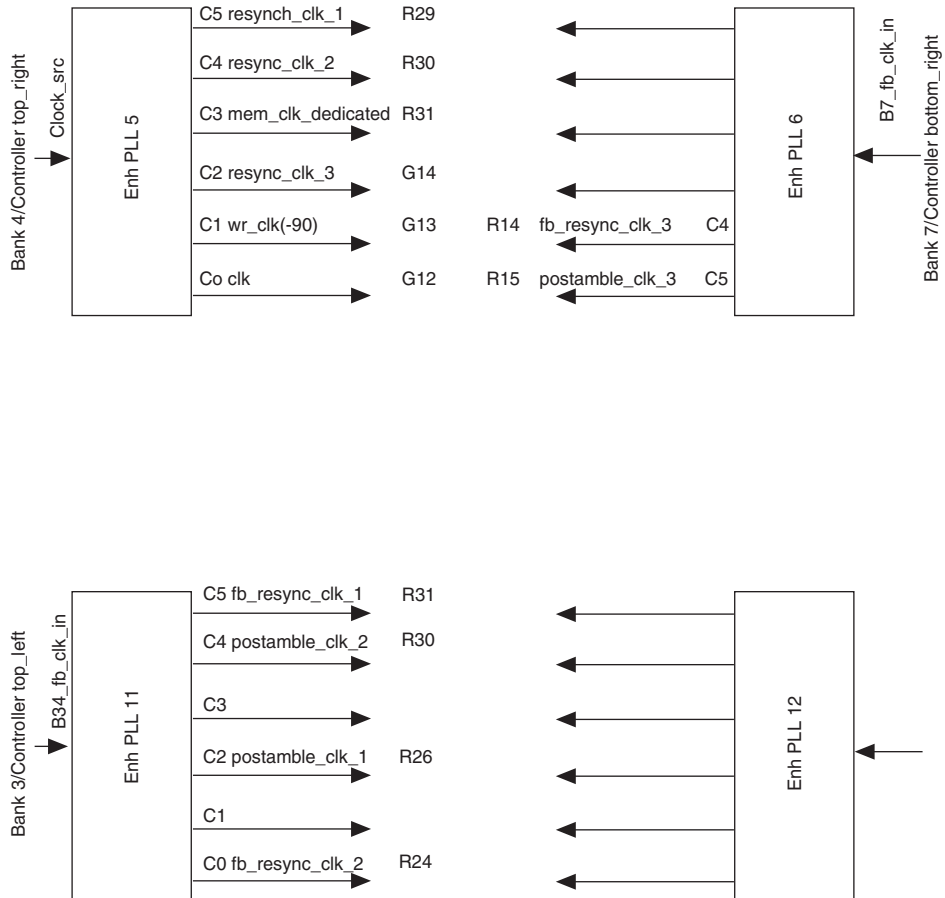 Bank 4/Controller top_right
Clock_src
Enh PLL 5
C5 resynch_clk_1 R29
C4 resync_clk_2 R30
C3 mem_clk_dedicated R31
C2 resync_clk_3 G14
C1 wr_clk(-90) G13
Co clk G12
R14 fb_resync_clk_3 C4
R15 postamble_clk_3 C5
Enh PLL 6
B7_fb_clk_in
Bank 7/Controller bottom_right
Bank 3/Controller top_left
B34_fb_clk_in
Enh PLL 11
C5 fb_resync_clk_1 R31
C4 postamble_clk_2 R30
C3
C2 postamble_clk_1 R26
C1
C0 fb_resync_clk_2 R24
Enh PLL 12